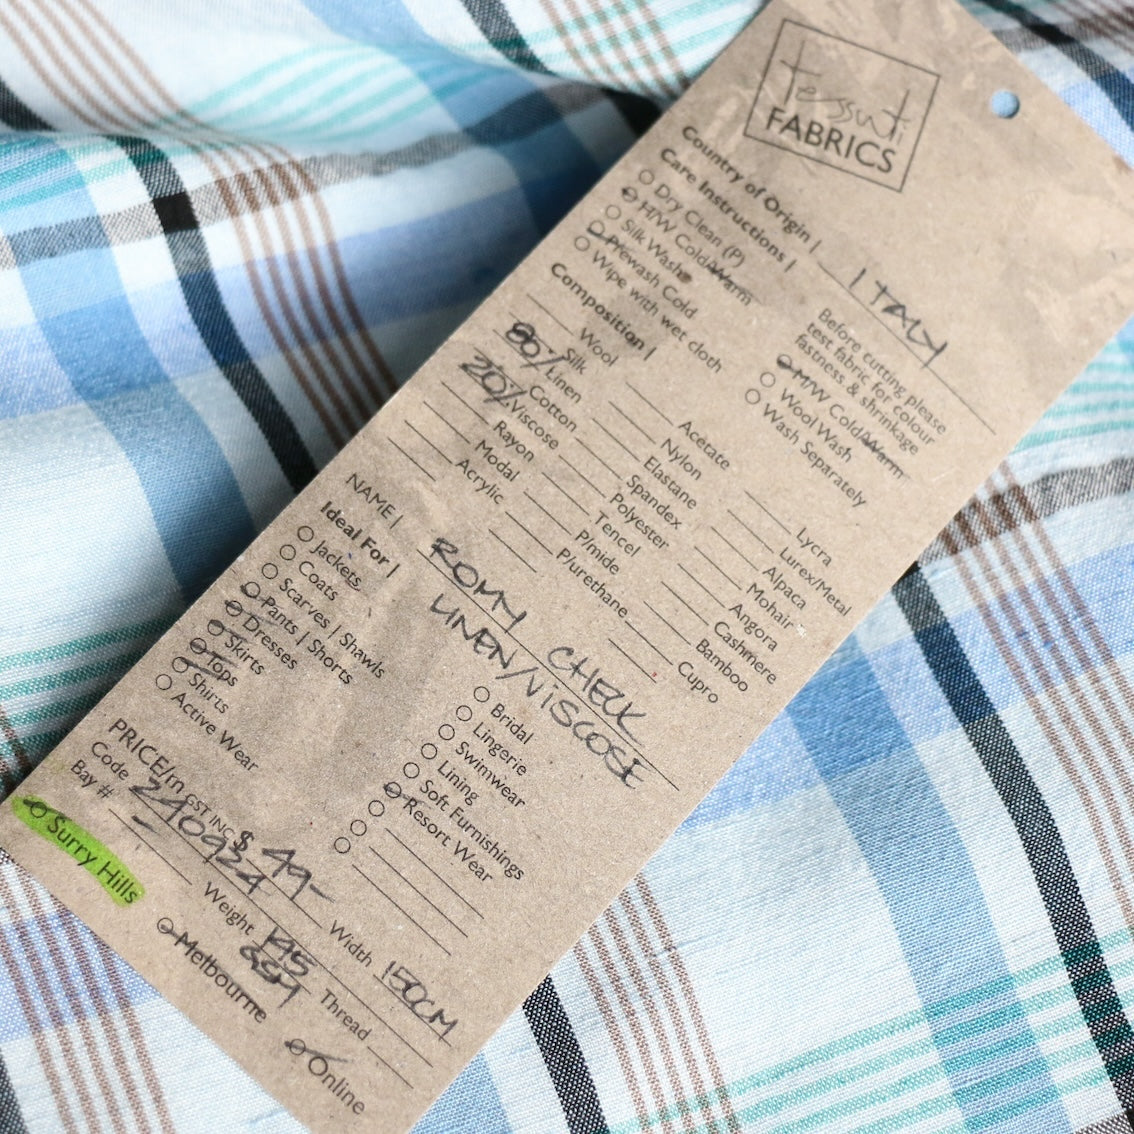 tessuti
FABRICS
Country of Origin | ITALY
Care Instructions |
Dry Clean (P)
H/W Cold/Warm
Silk Wash
Prewash Cold
Wipe with wet cloth
Before cutting please
test fabric for colour
fastness & shrinkage
M/W Cold/Warm
Wool Wash
Wash Separately
Composition |
Wool
Silk
80% Linen
Cotton
20% Viscose
Rayon
Modal
Acrylic
Acetate
Nylon
Elastane
Spandex
Polyester
Tencel
P/mide
P/urethane
Lycra
Lurex/Metal
Alpaca
Mohair
Angora
Cashmere
Bamboo
Cupro
NAME | ROMY CHECK
LINEN/VISCOSE
Ideal For |
Jackets
Coats
Scarves | Shawls
Pants | Shorts
Dresses
Skirts
Tops
Shirts
Active Wear
Bridal
Lingerie
Swimwear
Lining
Soft Furnishings
Resort Wear
PRICE/m GST INC $ 49-
Width 150CM
Code 240924
Weight 145 GSM
Thread
Bay # -
Surry Hills
Melbourne
Online